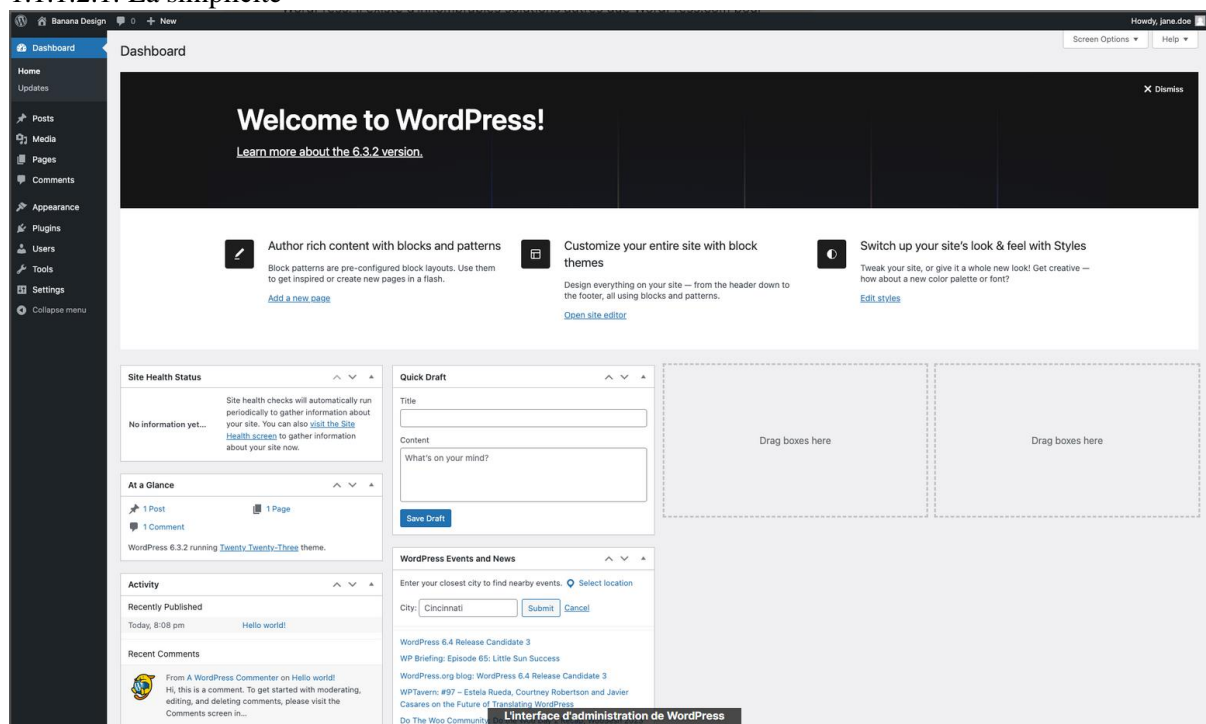 1.1.1.2.1. La simplicité
Banana Design 0 + New
Howdy, jane.doe
Dashboard
Home
Updates
Posts
Media
Pages
Comments
Appearance
Plugins
Users
Tools
Settings
Collapse menu
Dashboard
Screen Options ▼ Help ▼
Dismiss
Welcome to WordPress!
Learn more about the 6.3.2 version.
Author rich content with blocks and patterns
Block patterns are pre-configured block layouts. Use them
to get inspired or create new pages in a flash.
Add a new page
Customize your entire site with block
themes
Design everything on your site — from the header down to
the footer, all using blocks and patterns.
Open site editor
Switch up your site's look & feel with Styles
Tweak your site, or give it a whole new look! Get creative —
how about a new color palette or font?
Edit styles
Site Health Status
No information yet...
Site health checks will automatically run
periodically to gather information about
your site. You can also visit the Site
Health screen to gather information
about your site now.
At a Glance
1 Post
1 Page
1 Comment
WordPress 6.3.2 running Twenty Twenty-Three theme.
Activity
Recently Published
Today, 8:08 pm Hello world!
Recent Comments
From A WordPress Commenter on Hello world!
Hi, this is a comment. To get started with moderating,
editing, and deleting comments, please visit the
Comments screen in...
Quick Draft
Title
Content
What's on your mind?
Save Draft
WordPress Events and News
Enter your closest city to find nearby events. Select location
City: Cincinnati Submit Cancel
WordPress 6.4 Release Candidate 3
WP Briefing: Episode 65: Little Sun Success
WordPress.org blog: WordPress 6.4 Release Candidate 3
WPTavern: #97 – Estela Rueda, Courtney Robertson and Javier
Casares on the Future of Translating WordPress
Do The Woo Community:
Drag boxes here
Drag boxes here
L'interface d'administration de WordPress